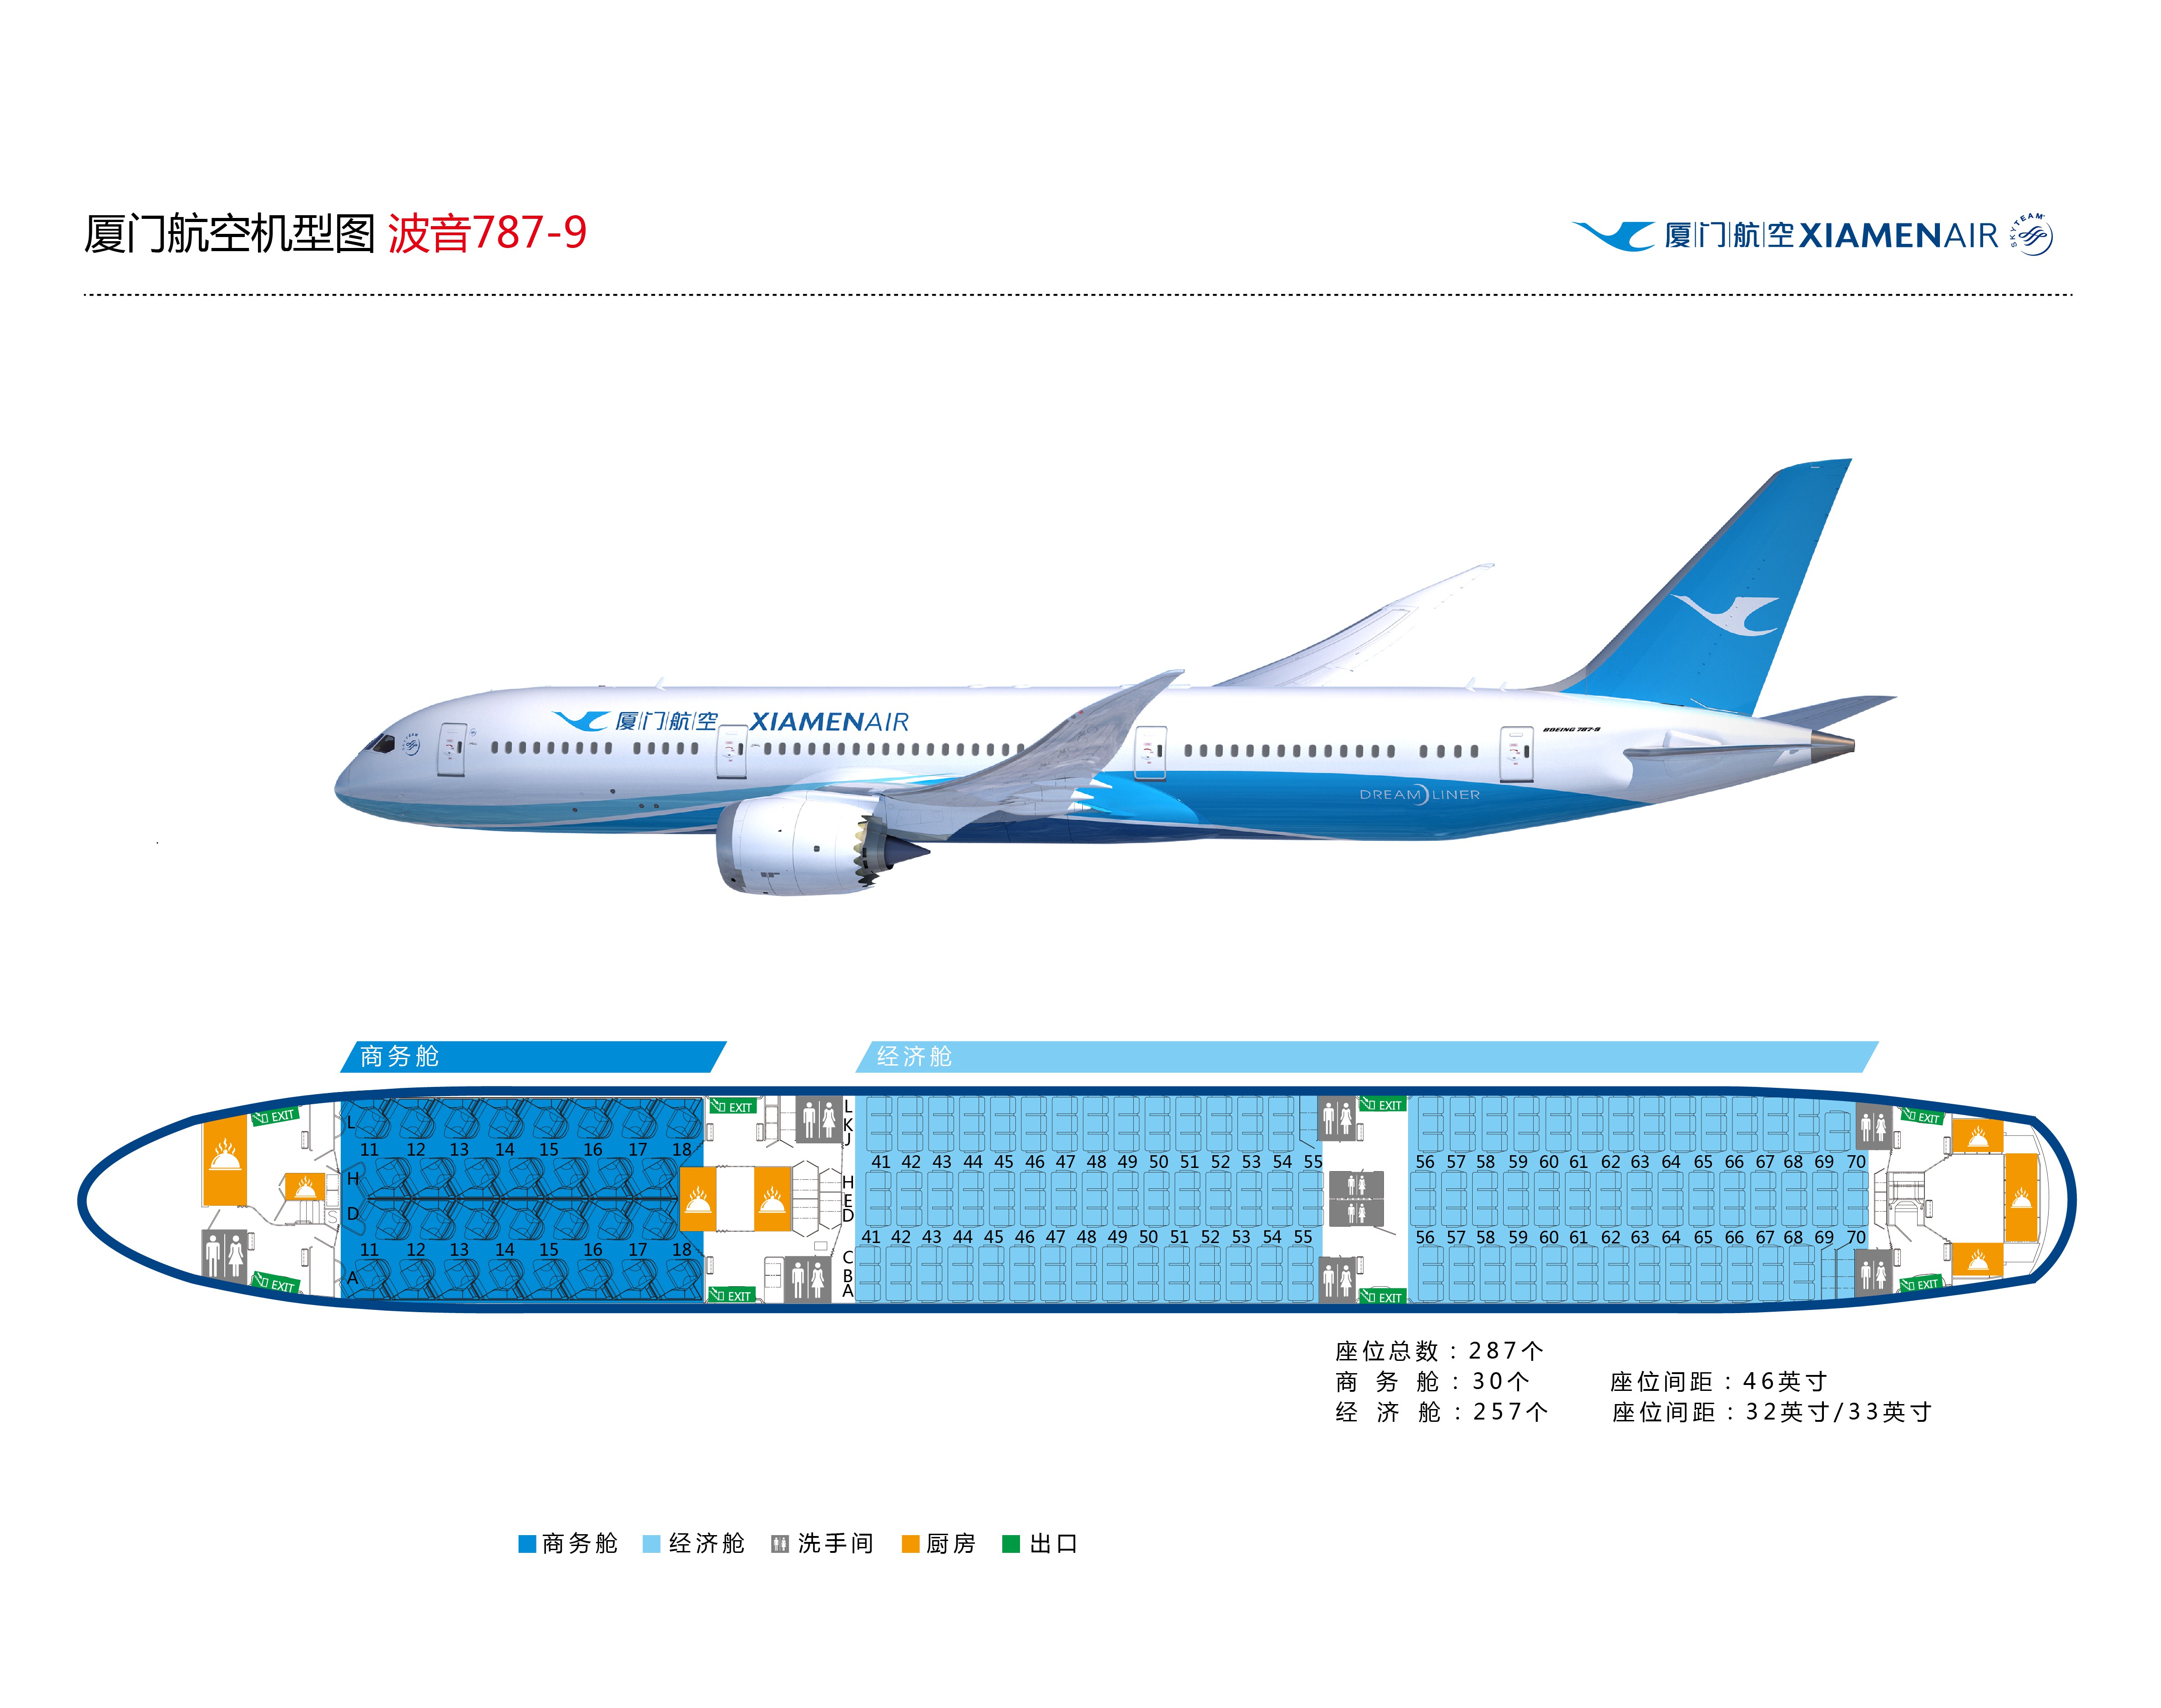 厦门航空机型图 波音787-9
厦门航空 XIAMENAIR SKYTEAM
厦门航空 XIAMENAIR
BOEING 787-9
DREAMLINER
商务舱
经济舱
EXIT EXIT EXIT EXIT
L
L
K
J
11 12 13 14 15 16 17 18
41 42 43 44 45 46 47 48 49 50 51 52 53 54 55 56 57 58 59 60 61 62 63 64 65 66 67 68 69 70
H
D
S
H
E
D
11 12 13 14 15 16 17 18
41 42 43 44 45 46 47 48 49 50 51 52 53 54 55 56 57 58 59 60 61 62 63 64 65 66 67 68 69 70
A
C
B
A
EXIT EXIT EXIT EXIT
座位总数：287个
商务舱：30个 座位间距：46英寸
经济舱：257个 座位间距：32英寸/33英寸
商务舱 经济舱 洗手间 厨房 出口